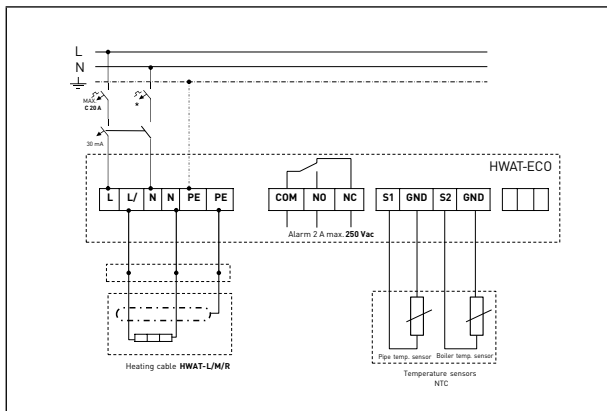 L
N
MAX.
C 20 A
*
30 mA
HWAT-ECO
L L/ N N PE PE
COM NO NC
S1 GND S2 GND
Alarm 2 A max. 250 Vac
Pipe temp. sensor Boiler temp. sensor
Heating cable HWAT-L/M/R
Temperature sensors
NTC